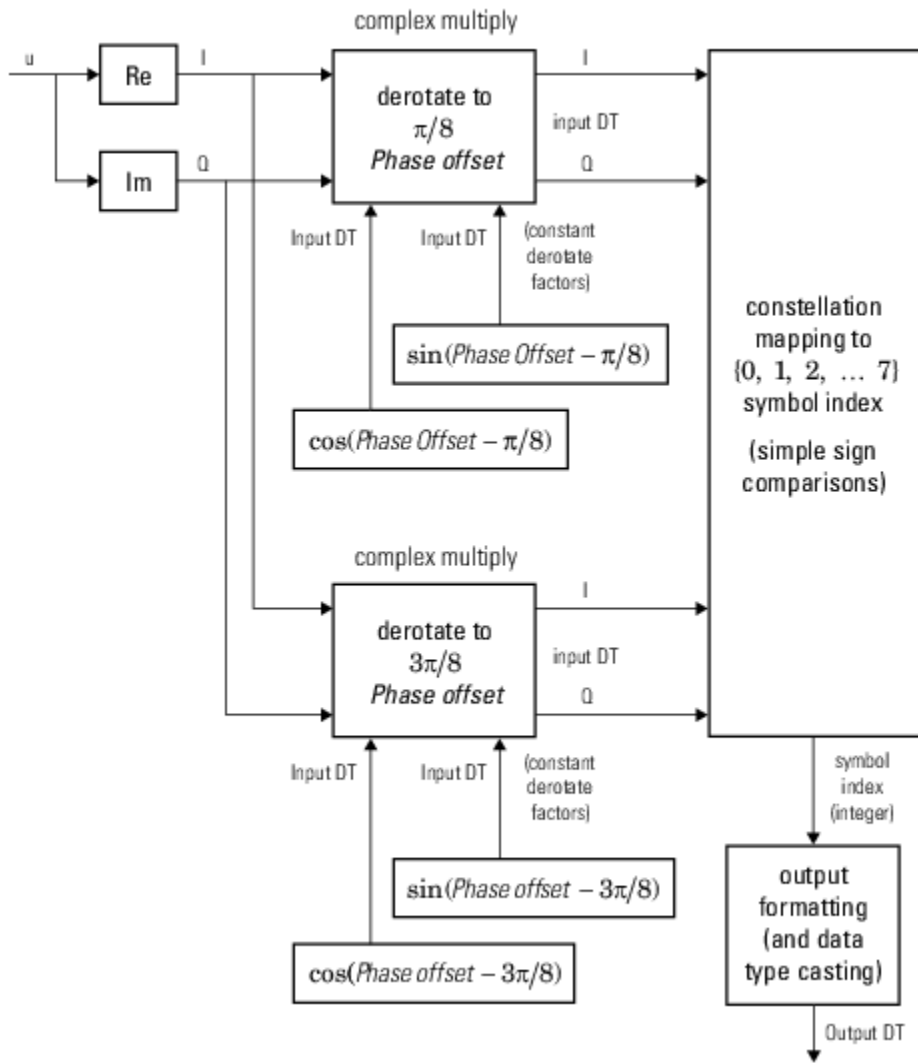 complex multiply
u
Re
I
derotate to
π/8
Phase offset
I
input DT
Q
Im
Q
Input DT
Input DT
(constant
derotate
factors)
sin(Phase Offset − π/8)
cos(Phase Offset − π/8)
constellation
mapping to
{0, 1, 2, … 7}
symbol index
(simple sign
comparisons)
complex multiply
derotate to
3π/8
Phase offset
I
input DT
Q
Input DT
Input DT
(constant
derotate
factors)
sin(Phase offset − 3π/8)
cos(Phase offset − 3π/8)
symbol
index
(integer)
output
formatting
(and data
type casting)
Output DT